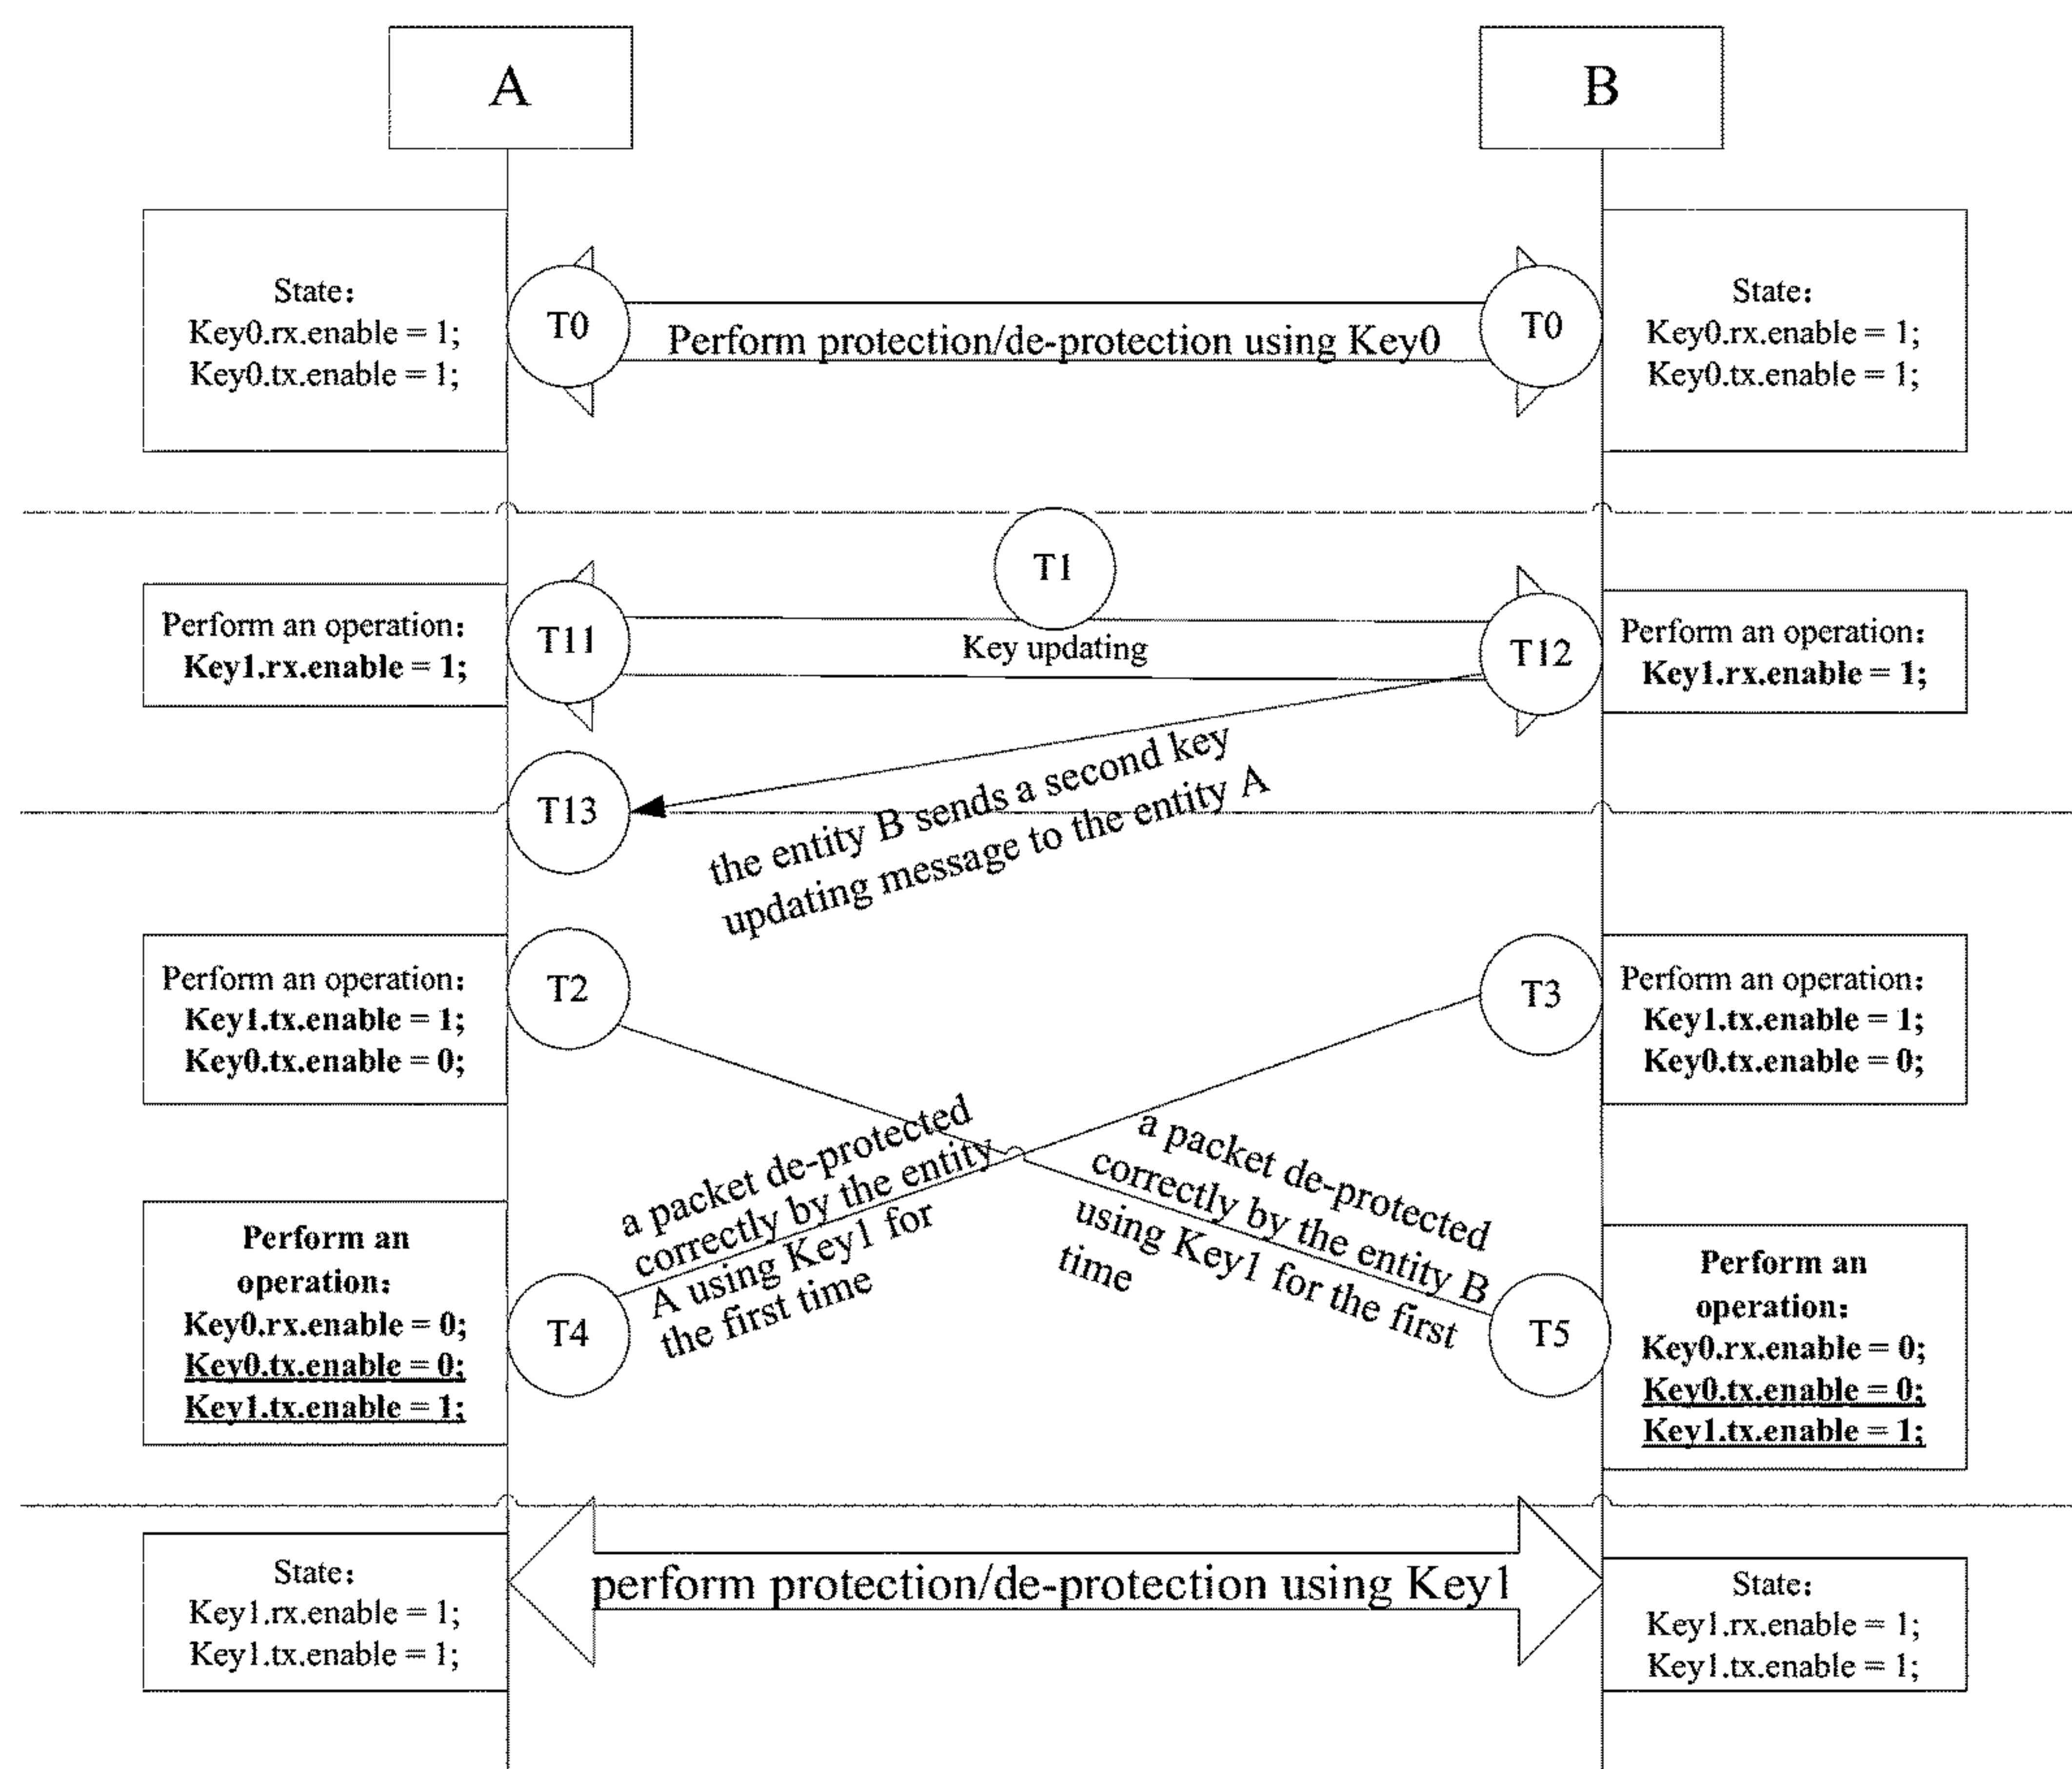 A
B
State:
Key0.rx.enable = 1;
Key0.tx.enable = 1;
T0
Perform protection/de-protection using Key0
T0
State:
Key0.rx.enable = 1;
Key0.tx.enable = 1;
T1
Perform an operation:
Key1.rx.enable = 1;
T11
Key updating
T12
Perform an operation:
Key1.rx.enable = 1;
T13
the entity B sends a second key
updating message to the entity A
Perform an operation:
Key1.tx.enable = 1;
Key0.tx.enable = 0;
T2
T3
Perform an operation:
Key1.tx.enable = 1;
Key0.tx.enable = 0;
a packet de-protected
correctly by the entity
A using Key1 for
the first time
a packet de-protected
correctly by the entity B
using Key1 for the first
time
Perform an
operation:
Key0.rx.enable = 0;
Key0.tx.enable = 0;
Key1.tx.enable = 1;
T4
T5
Perform an
operation:
Key0.rx.enable = 0;
Key0.tx.enable = 0;
Key1.tx.enable = 1;
State:
Key1.rx.enable = 1;
Key1.tx.enable = 1;
perform protection/de-protection using Key1
State:
Key1.rx.enable = 1;
Key1.tx.enable = 1;